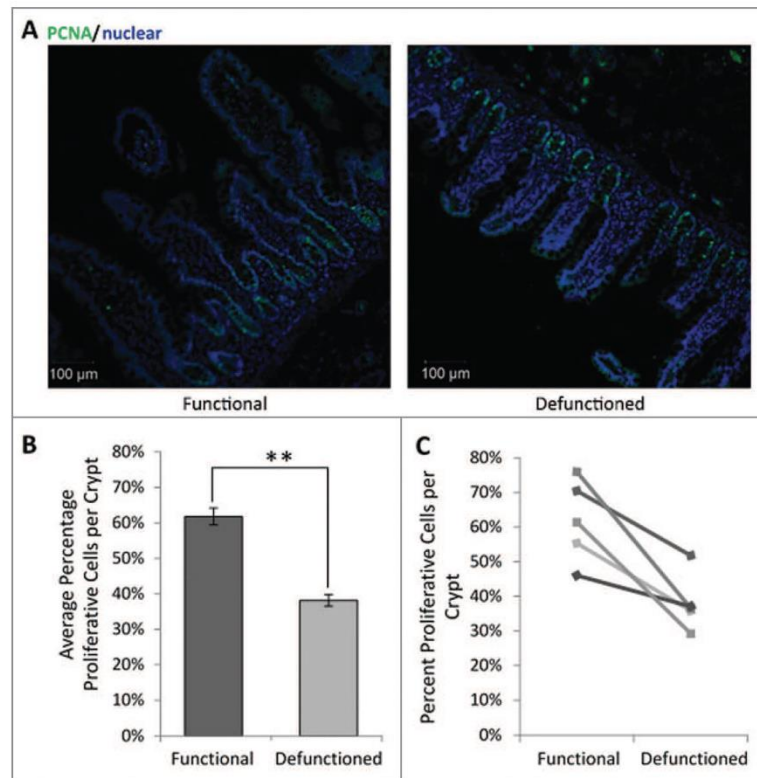 A PCNA/nuclear
100 µm
100 µm
Functional
Defunctioned
B
Average Percentage
Proliferative Cells per Crypt
80%
70%
60%
50%
40%
30%
20%
10%
0%
**
Functional
Defunctioned
C
Percent Proliferative Cells per
Crypt
80%
70%
60%
50%
40%
30%
20%
10%
0%
Functional
Defunctioned